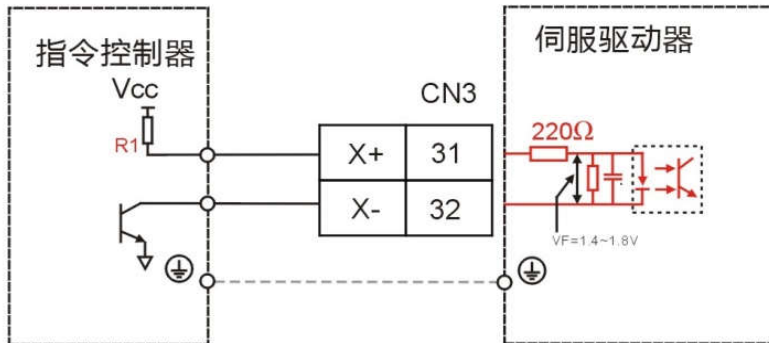 指令控制器
Vcc
R1
CN3
X+ 31
X- 32
伺服驱动器
220Ω
VF=1.4~1.8V